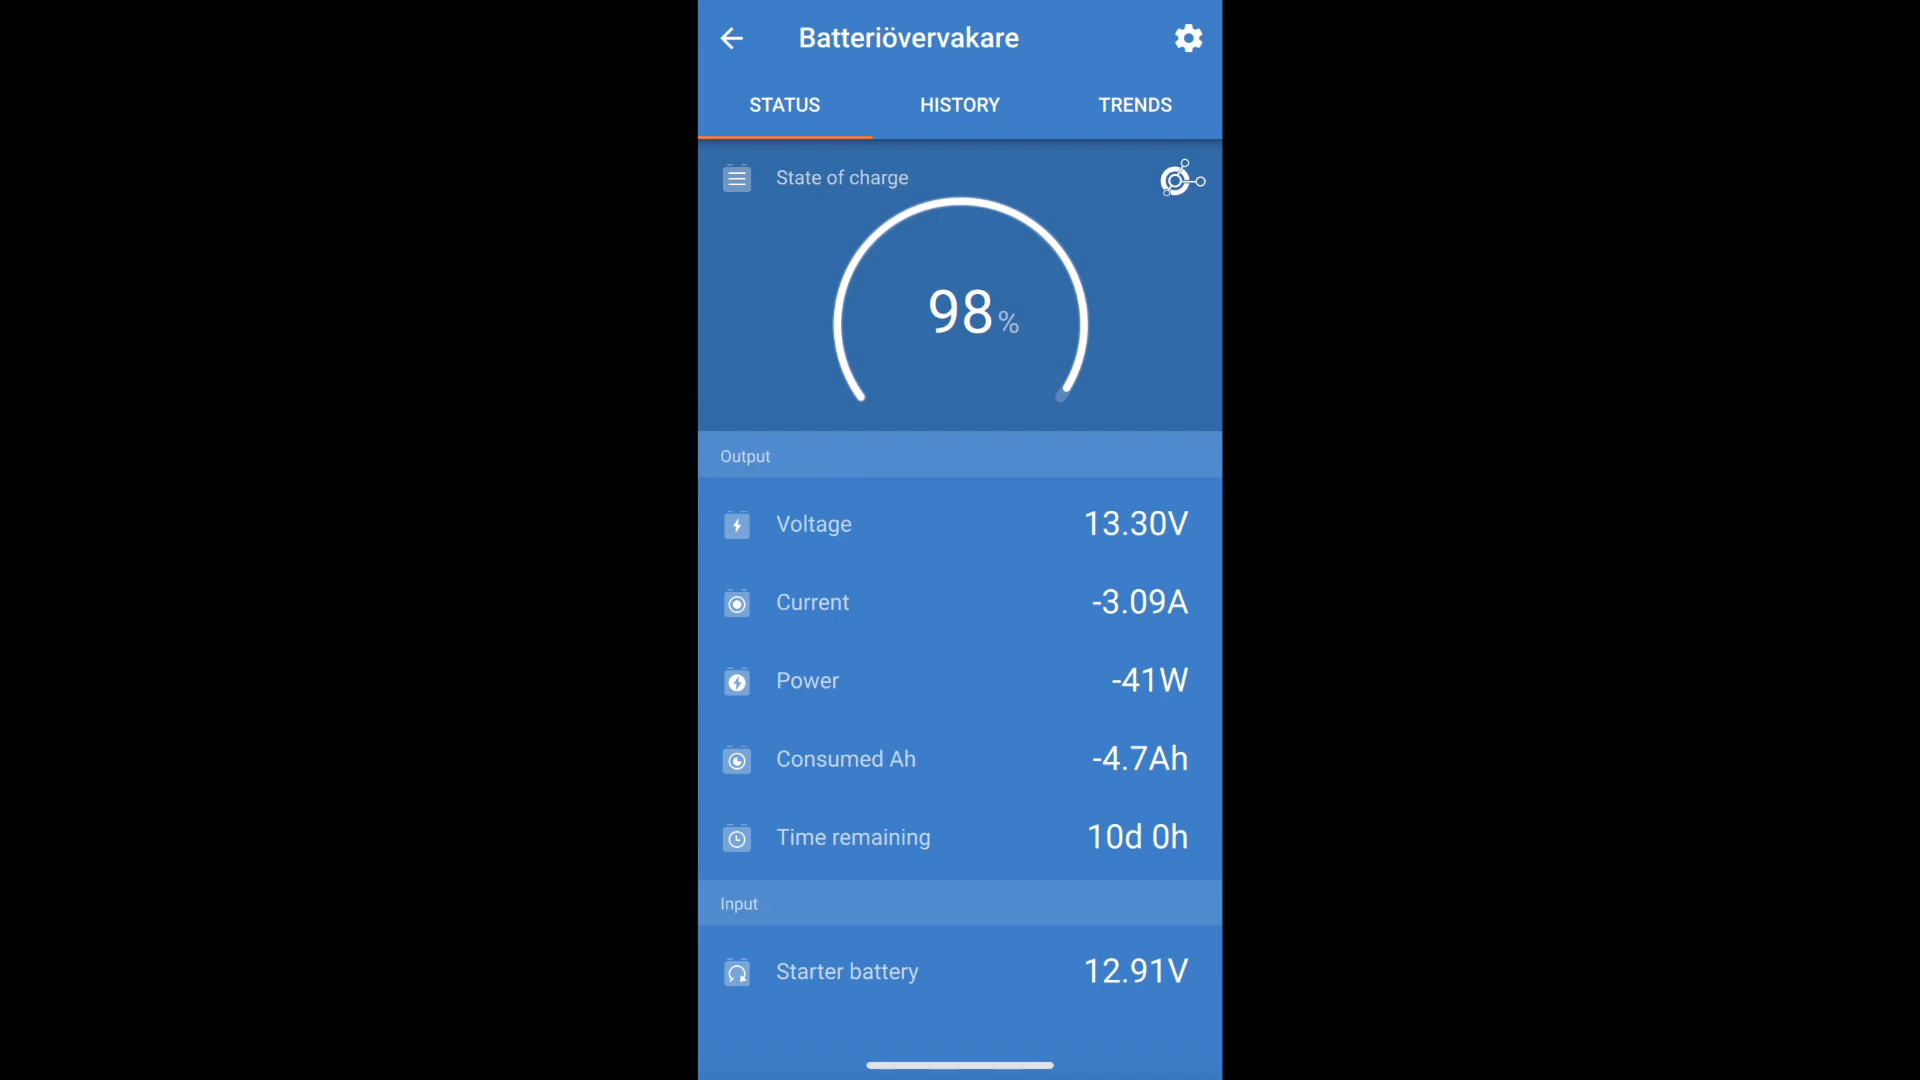 Batteriövervakare
STATUS HISTORY TRENDS
State of charge
98%
Output
Voltage 13.30V
Current -3.09A
Power -41W
Consumed Ah -4.7Ah
Time remaining 10d 0h
Input
Starter battery 12.91V